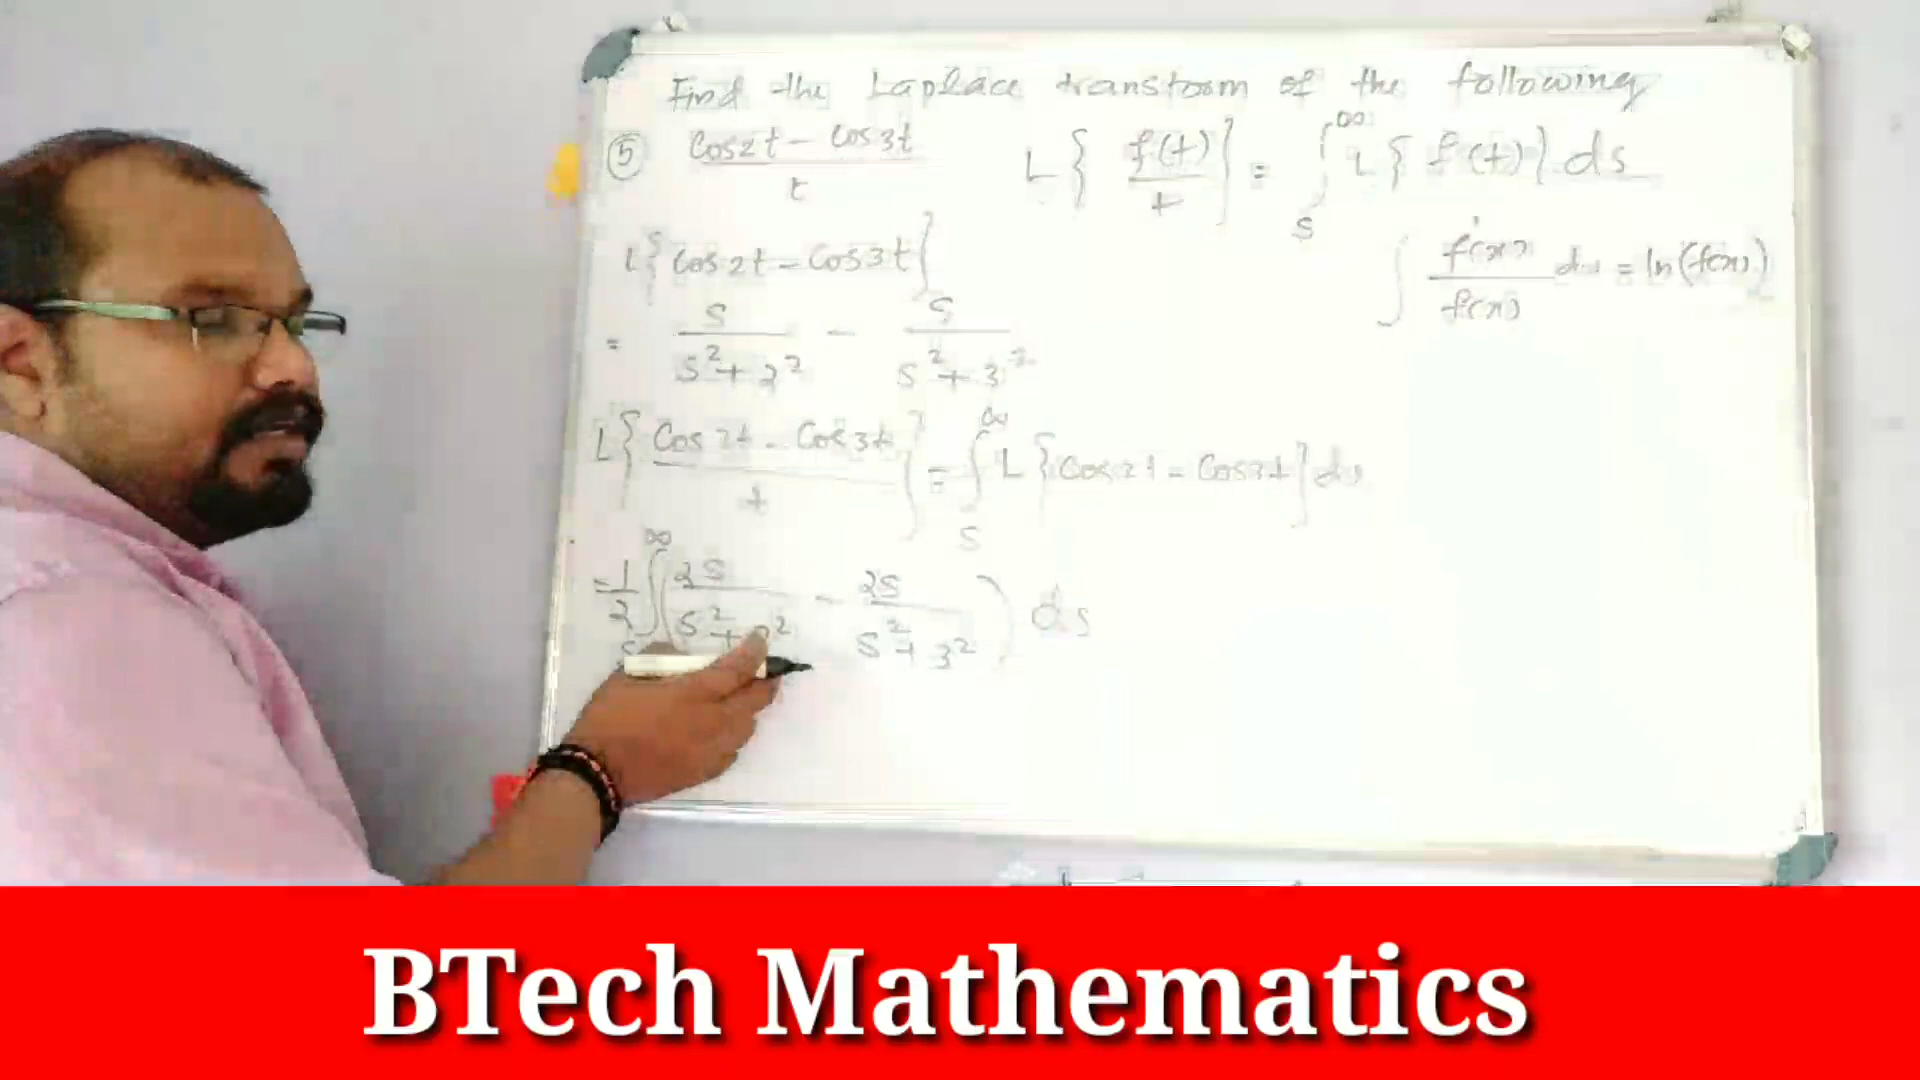 Find the Laplace transform of the following
⑤ Cos2t - Cos3t / t
L{ f(t) / t } = ∫_s^∞ L{ f(t) } ds
L{ Cos2t - Cos3t }
∫ f'(x) / f(x) dx = ln(f(x))
= s / s²+2² - s / s²+3²
L{ Cos2t - Cos3t / t } = ∫_s^∞ L{ Cos2t - Cos3t } ds
= 1/2 ∫_s^∞ ( 2s / s²+2² - 2s / s²+3² ) ds
BTech Mathematics